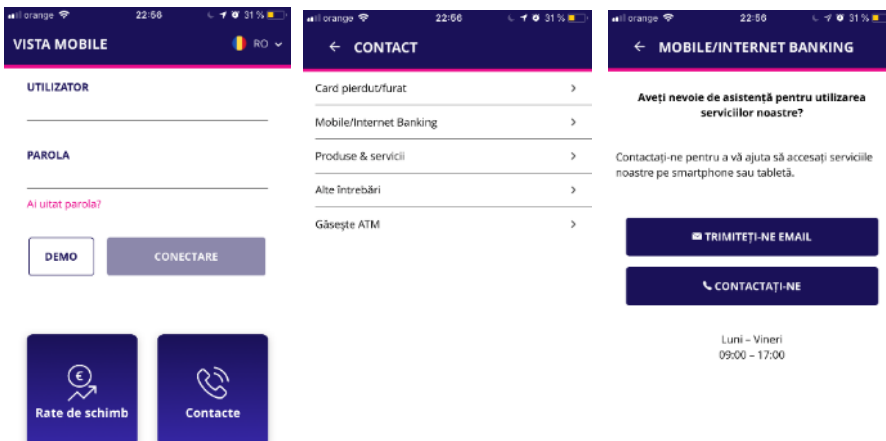 orange 22:56 31%
VISTA MOBILE RO
UTILIZATOR
PAROLA
Ai uitat parola?
DEMO CONECTARE
Rate de schimb Contacte
orange 22:56 31%
CONTACT
Card pierdut/furat
Mobile/Internet Banking
Produse & servicii
Alte întrebări
Găsește ATM
orange 22:56 31%
MOBILE/INTERNET BANKING
Aveți nevoie de asistență pentru utilizarea
serviciilor noastre?
Contactați-ne pentru a vă ajuta să accesați serviciile
noastre pe smartphone sau tabletă.
TRIMITEȚI-NE EMAIL
CONTACTAȚI-NE
Luni – Vineri
09:00 – 17:00